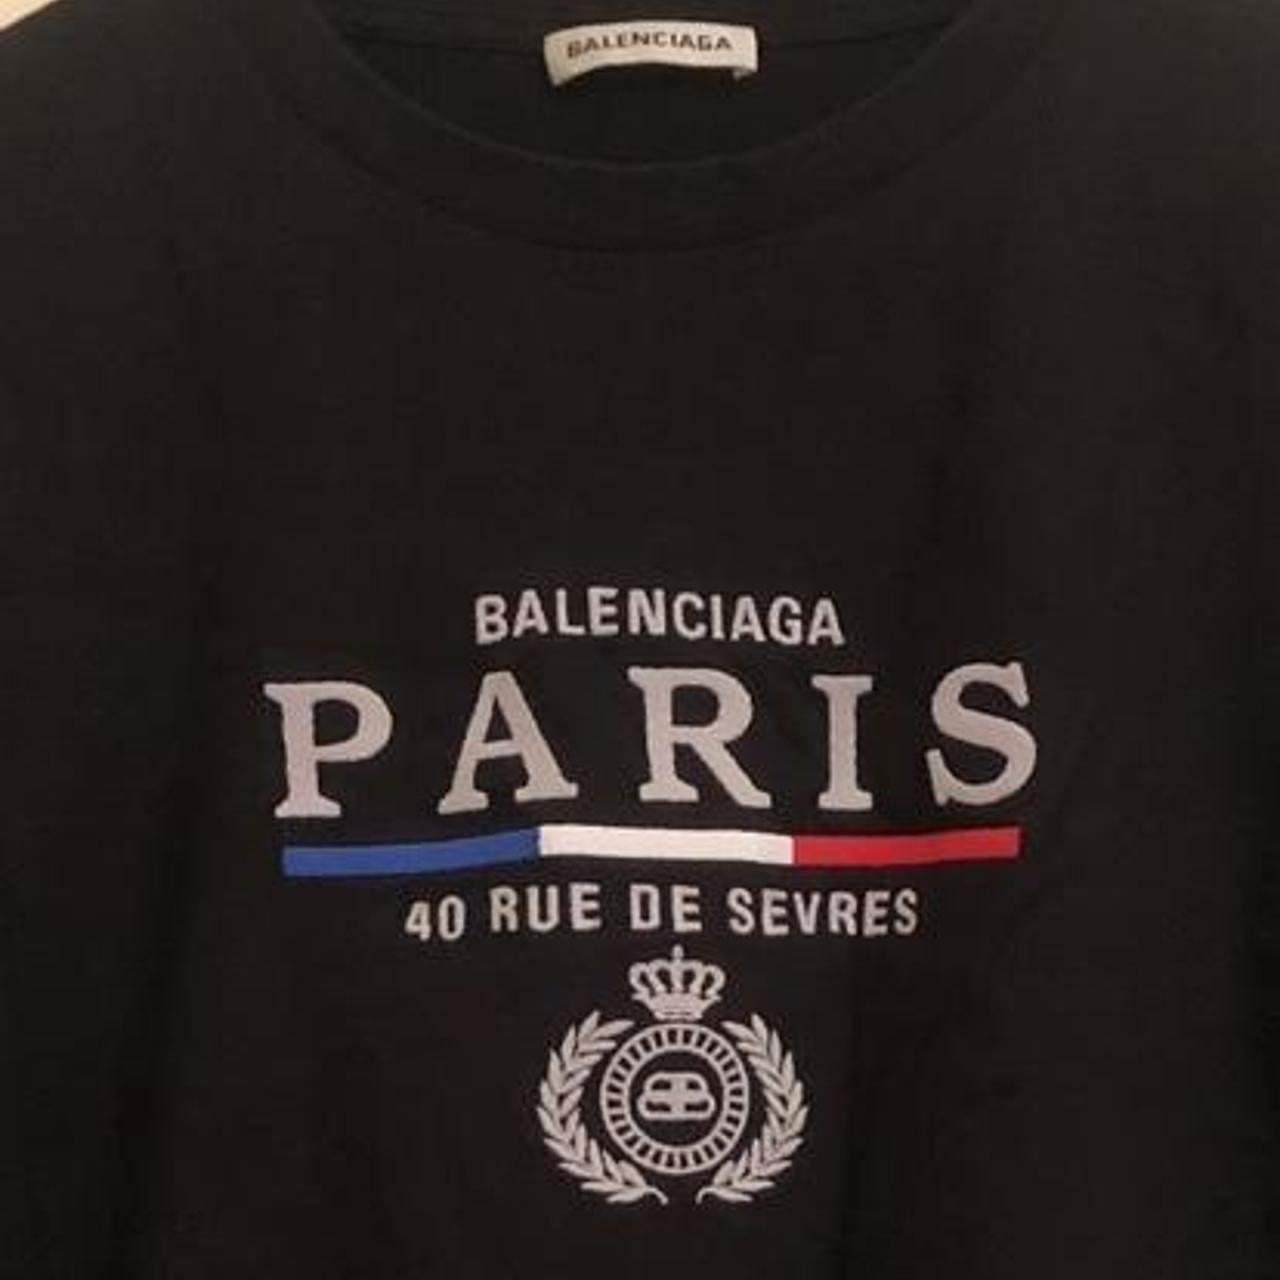 BALENCIAGA
BALENCIAGA
PARIS
40 RUE DE SEVRES